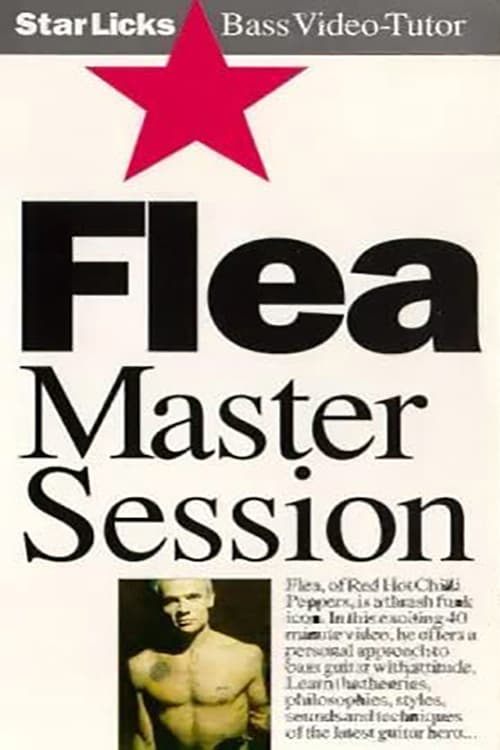 Star Licks Bass Video-Tutor
Flea
Master
Session
Flea, of Red Hot Chilli
Peppers, is a thrash funk
icon. In this exciting 40
minute video, he offers a
personal approach to
bass guitar with attitude.
Learn the theories,
philosophies, styles,
sounds and techniques
of the latest guitar hero...